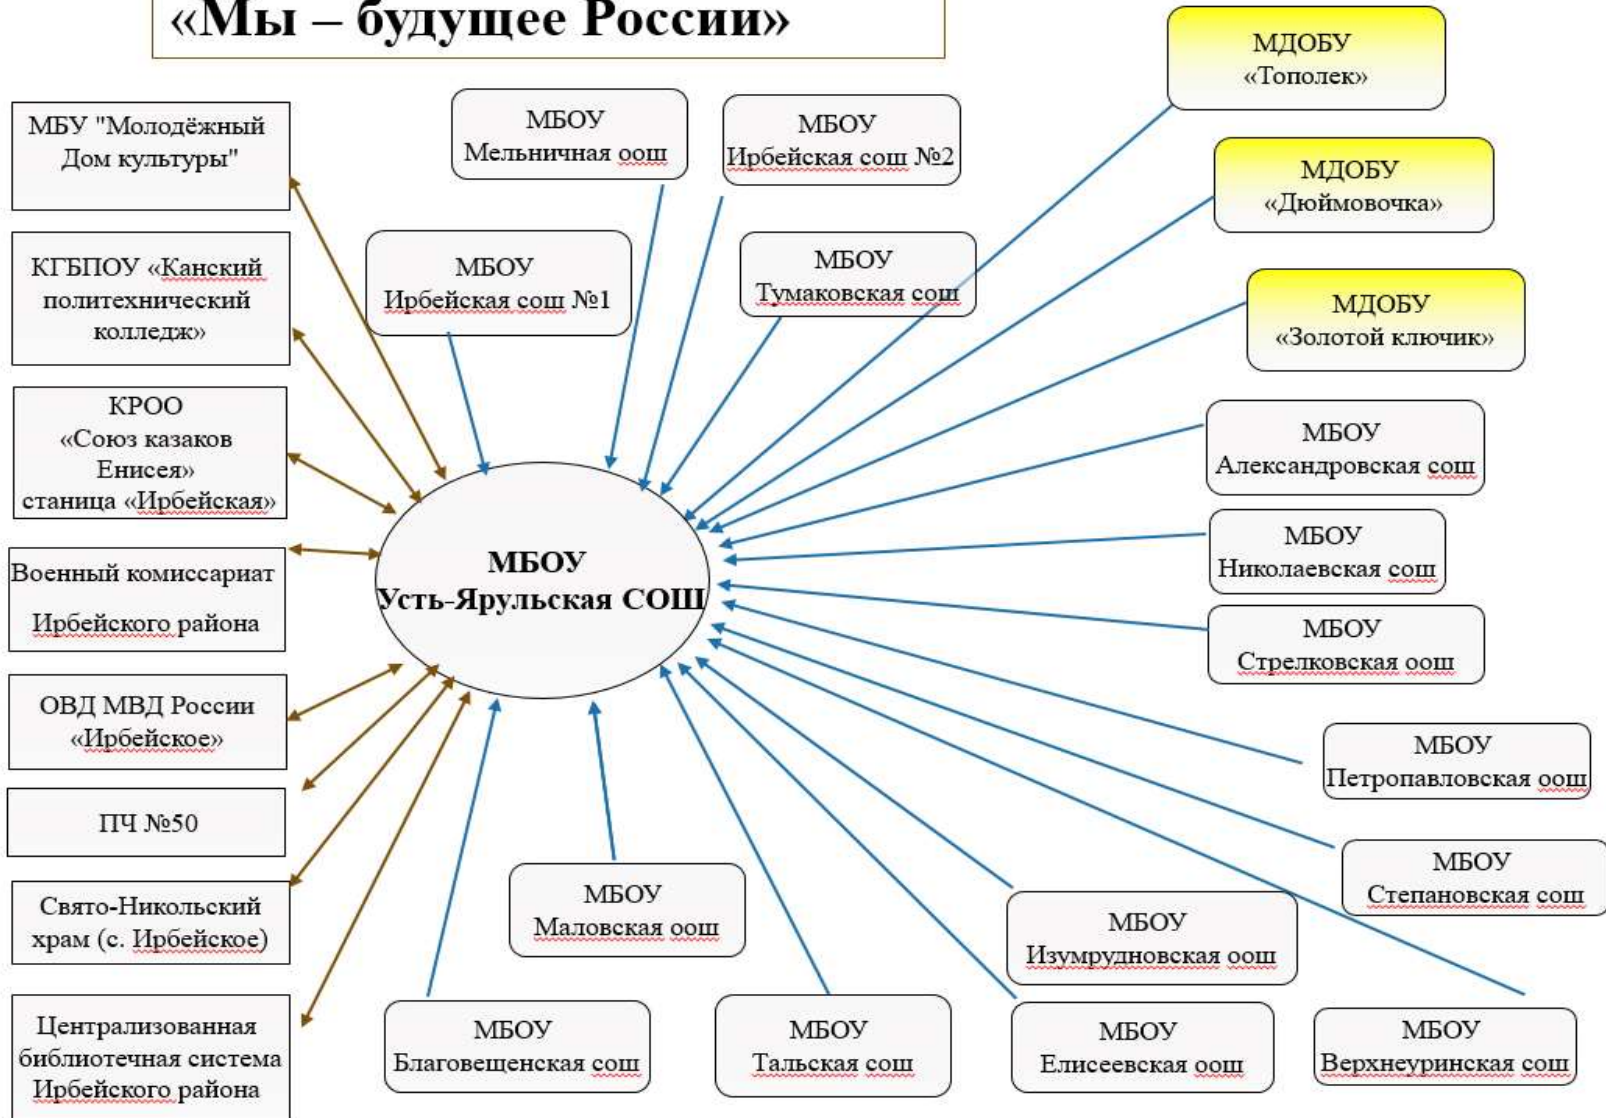 «Мы – будущее России»
МБУ "Молодёжный
Дом культуры"
КГБПОУ «Канский
политехнический
колледж»
КРОО
«Союз казаков
Енисея»
станица «Ирбейская»
Военный комиссариат
Ирбейского района
ОВД МВД России
«Ирбейское»
ПЧ №50
Свято-Никольский
храм (с. Ирбейское)
Централизованная
библиотечная система
Ирбейского района
МБОУ
Мельничная оош
МБОУ
Ирбейская сош №2
МБОУ
Ирбейская сош №1
МБОУ
Тумаковская сош
МДОБУ
«Тополек»
МДОБУ
«Дюймовочка»
МДОБУ
«Золотой ключик»
МБОУ
Александровская сош
МБОУ
Николаевская сош
МБОУ
Стрелковская оош
МБОУ
Усть-Ярульская СОШ
МБОУ
Петропавловская оош
МБОУ
Степановская сош
МБОУ
Маловская оош
МБОУ
Изумрудновская оош
МБОУ
Благовещенская сош
МБОУ
Тальская сош
МБОУ
Елисеевская оош
МБОУ
Верхнеуринская сош